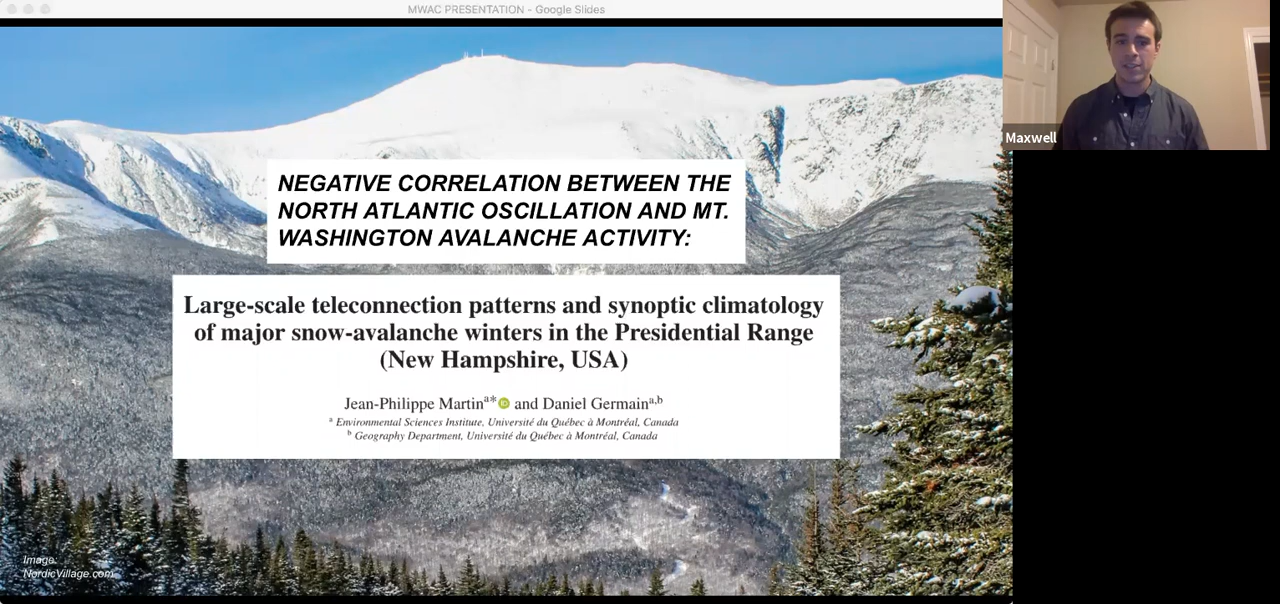 MWAC PRESENTATION - Google Slides
Maxwell
NEGATIVE CORRELATION BETWEEN THE
NORTH ATLANTIC OSCILLATION AND MT.
WASHINGTON AVALANCHE ACTIVITY:
Large-scale teleconnection patterns and synoptic climatology
of major snow-avalanche winters in the Presidential Range
(New Hampshire, USA)
Jean-Philippe Martin^a* iD and Daniel Germain^a,b
^a Environmental Sciences Institute, Université du Québec à Montréal, Canada
^b Geography Department, Université du Québec à Montréal, Canada
Image:
NordicVillage.com